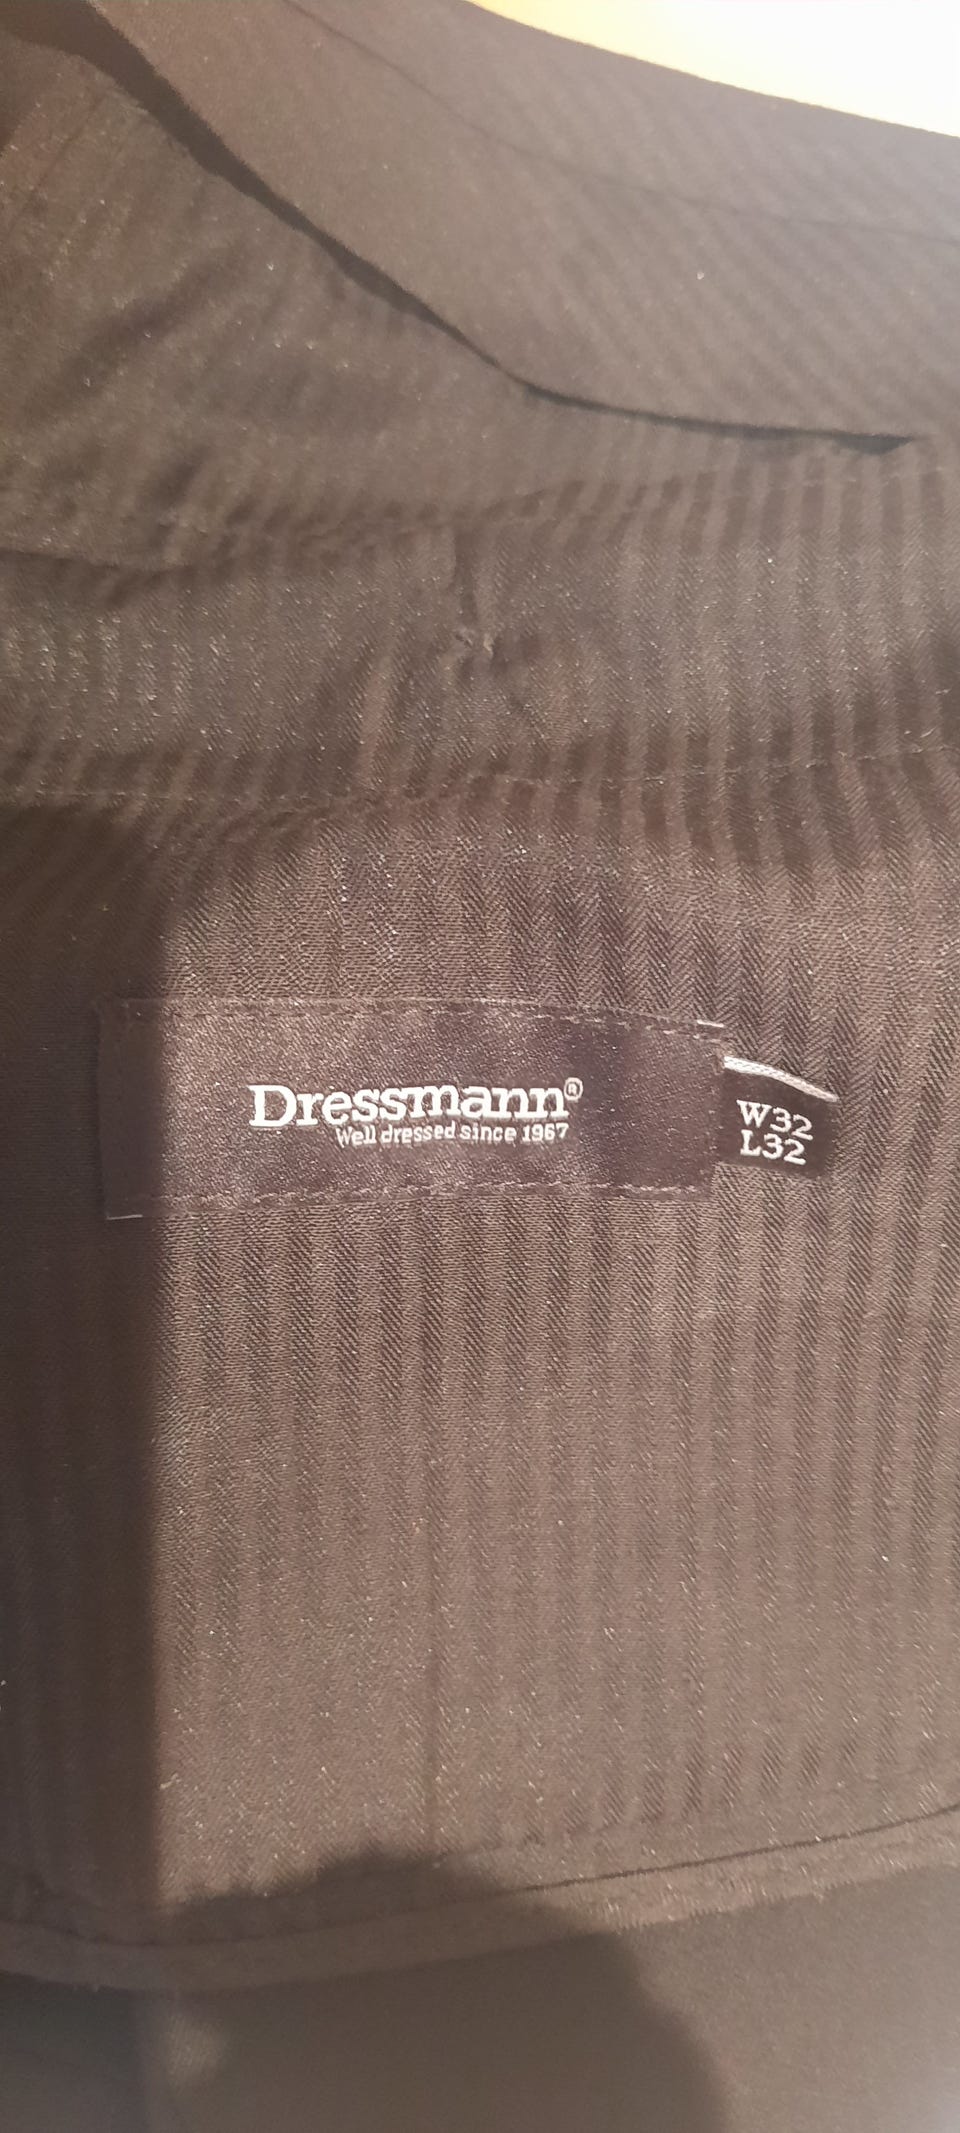 Dressmann®
Well dressed since 1967
W32
L32